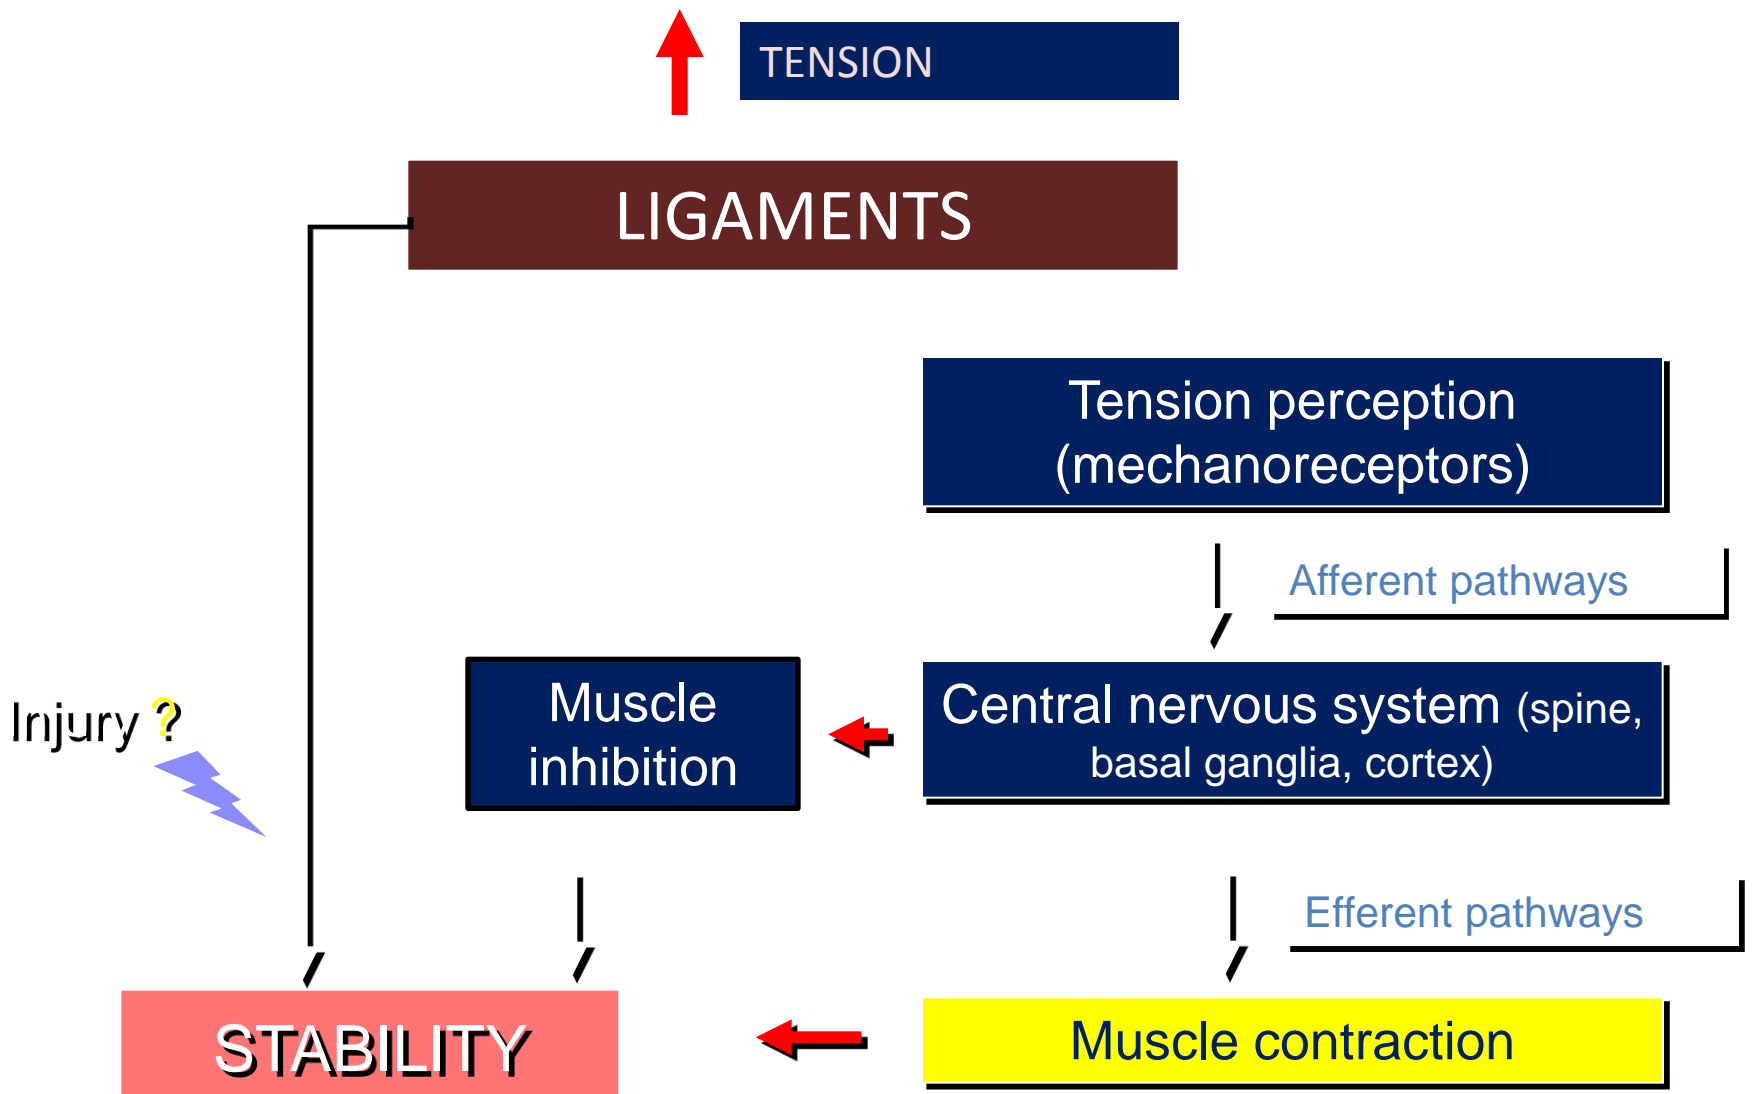 TENSION
LIGAMENTS
Tension perception
(mechanoreceptors)
Afferent pathways
Muscle
inhibition
Central nervous system (spine,
basal ganglia, cortex)
Injury ?
Efferent pathways
STABILITY
Muscle contraction